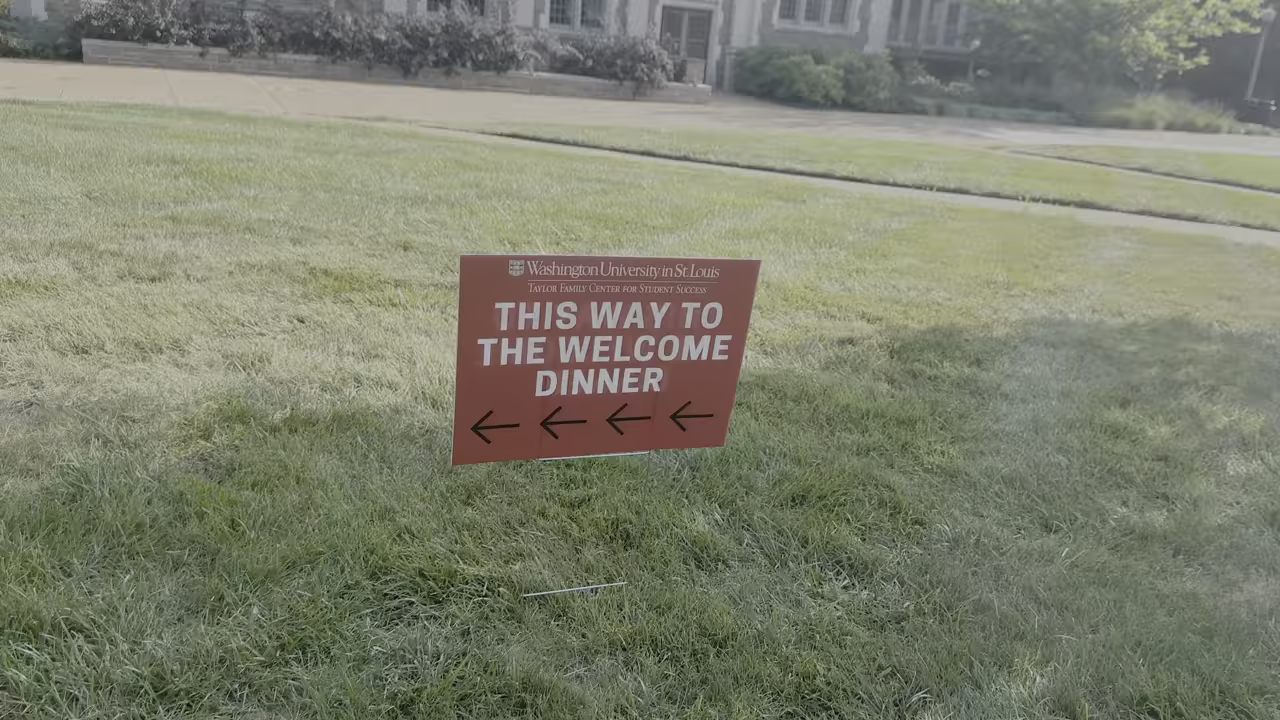 Washington University in St. Louis
Taylor Family Center for Student Success
THIS WAY TO
THE WELCOME
DINNER